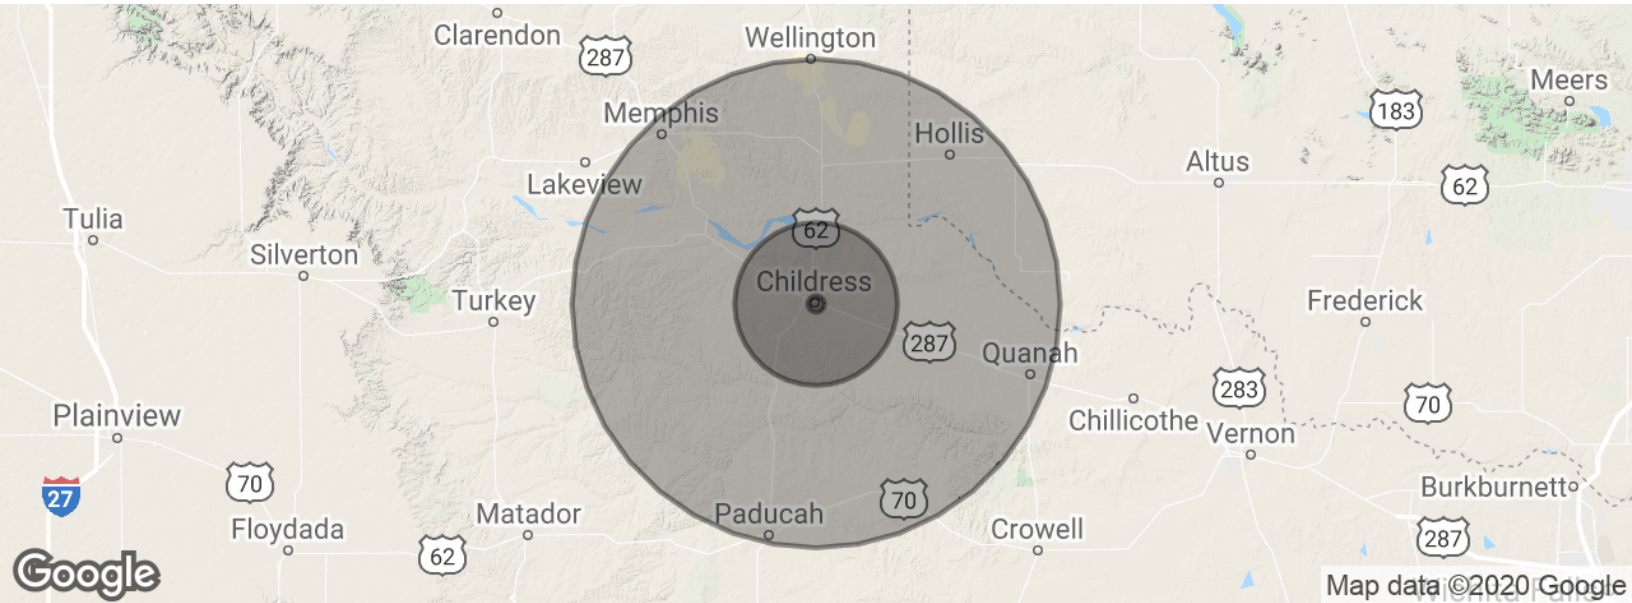 Clarendon
Wellington
287
Meers
Memphis
183
Hollis
Altus
Lakeview
62
Tulia
62
Silverton
Childress
Turkey
Frederick
287
Quanah
283
70
Plainview
Chillicothe
Vernon
70
27
70
Burkburnett
Matador
Paducah
Floydada
Crowell
287
62
Google
Map data ©2020 Google
Wichita Falls